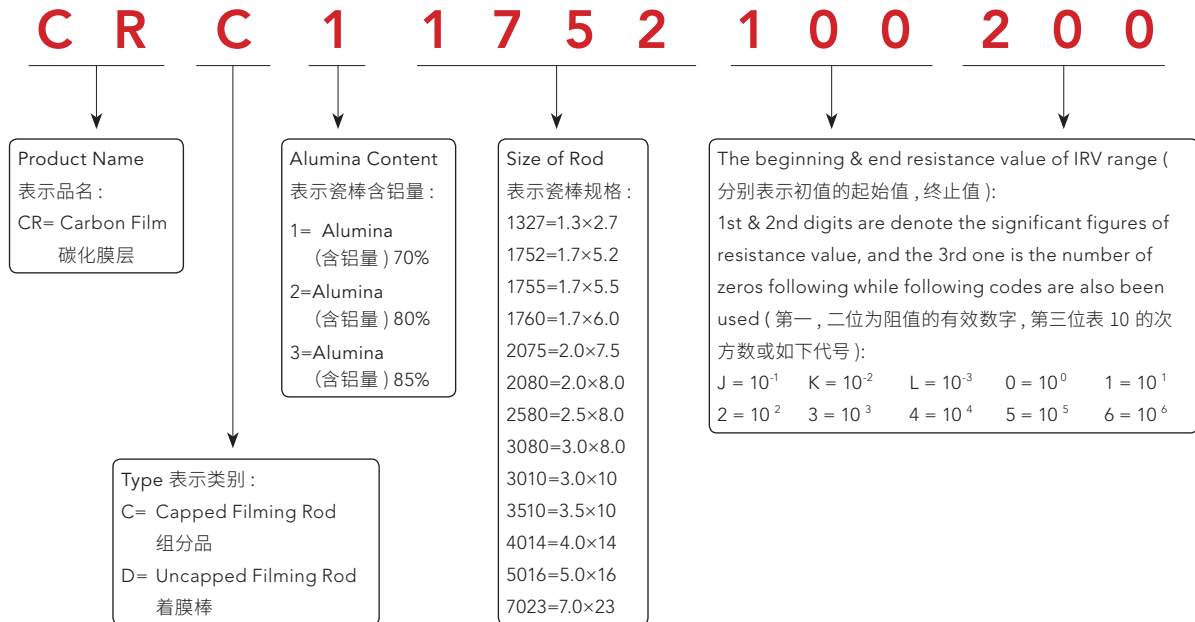 C R C 1 1 7 5 2 1 0 0 2 0 0
Product Name
表示品名 :
CR= Carbon Film
碳化膜层
Type 表示类别 :
C= Capped Filming Rod
组分品
D= Uncapped Filming Rod
着膜棒
Alumina Content
表示瓷棒含铝量 :
1= Alumina
(含铝量 ) 70%
2=Alumina
(含铝量 ) 80%
3=Alumina
(含铝量 ) 85%
Size of Rod
表示瓷棒规格 :
1327=1.3×2.7
1752=1.7×5.2
1755=1.7×5.5
1760=1.7×6.0
2075=2.0×7.5
2080=2.0×8.0
2580=2.5×8.0
3080=3.0×8.0
3010=3.0×10
3510=3.5×10
4014=4.0×14
5016=5.0×16
7023=7.0×23
The beginning & end resistance value of IRV range (
分别表示初值的起始值 , 终止值 ):
1st & 2nd digits are denote the significant figures of
resistance value, and the 3rd one is the number of
zeros following while following codes are also been
used ( 第一 , 二位为阻值的有效数字 , 第三位表 10 的次
方数或如下代号 ):
J = 10⁻¹ K = 10⁻² L = 10⁻³ 0 = 10⁰ 1 = 10¹
2 = 10² 3 = 10³ 4 = 10⁴ 5 = 10⁵ 6 = 10⁶